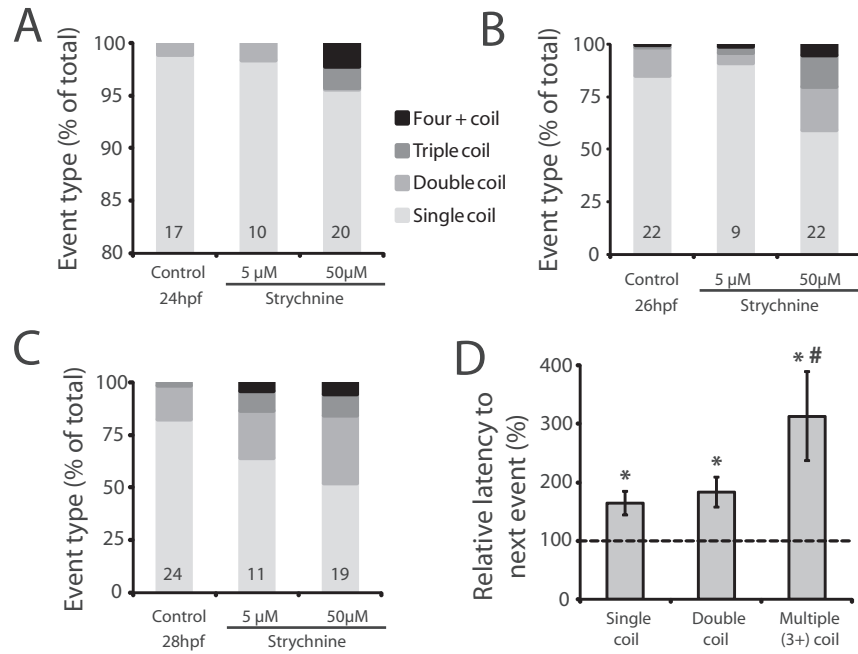 A
Event type (% of total)
100
95
90
85
80
17
10
20
Control
24hpf
5 µM
50µM
Strychnine
Four + coil
Triple coil
Double coil
Single coil
B
Event type (% of total)
100
75
50
25
0
22
9
22
Control
26hpf
5 µM
50µM
Strychnine
C
Event type (% of total)
100
75
50
25
0
24
11
19
Control
28hpf
5 µM
50µM
Strychnine
D
Relative latency to
next event (%)
400
300
200
100
0
*
*
* #
Single
coil
Double
coil
Multiple
(3+) coil